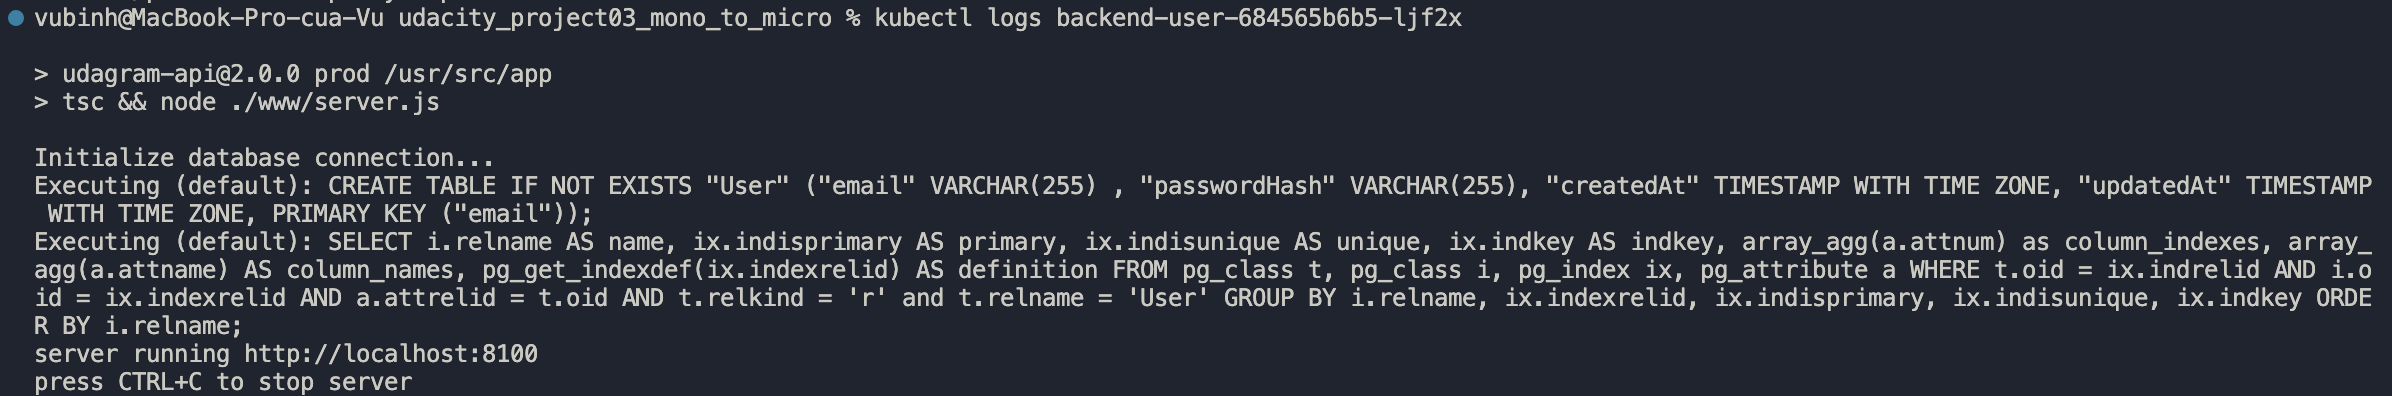 vubinh@MacBook-Pro-cua-Vu udacity_project03_mono_to_micro % kubectl logs backend-user-684565b6b5-ljf2x
> udagram-api@2.0.0 prod /usr/src/app
> tsc && node ./www/server.js
Initialize database connection...
Executing (default): CREATE TABLE IF NOT EXISTS "User" ("email" VARCHAR(255) , "passwordHash" VARCHAR(255), "createdAt" TIMESTAMP WITH TIME ZONE, "updatedAt" TIMESTAMP
 WITH TIME ZONE, PRIMARY KEY ("email"));
Executing (default): SELECT i.relname AS name, ix.indisprimary AS primary, ix.indisunique AS unique, ix.indkey AS indkey, array_agg(a.attnum) as column_indexes, array_
agg(a.attname) AS column_names, pg_get_indexdef(ix.indexrelid) AS definition FROM pg_class t, pg_class i, pg_index ix, pg_attribute a WHERE t.oid = ix.indrelid AND i.o
id = ix.indexrelid AND a.attrelid = t.oid AND t.relkind = 'r' and t.relname = 'User' GROUP BY i.relname, ix.indexrelid, ix.indisprimary, ix.indisunique, ix.indkey ORDE
R BY i.relname;
server running http://localhost:8100
press CTRL+C to stop server